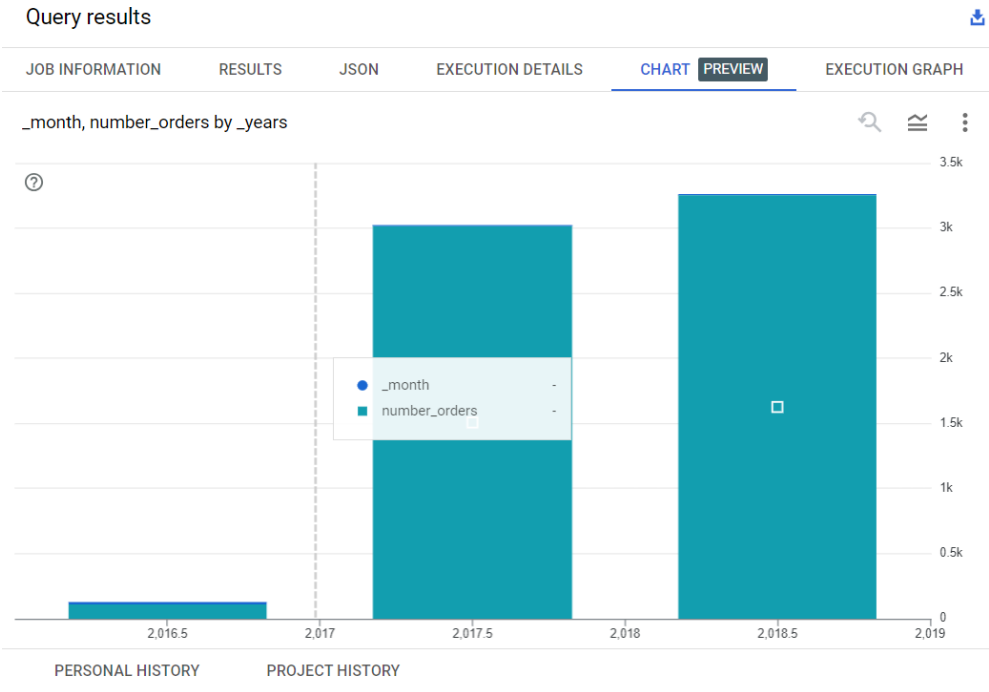 Query results
JOB INFORMATION RESULTS JSON EXECUTION DETAILS CHART PREVIEW EXECUTION GRAPH
_month, number_orders by _years
3.5k
3k
2.5k
2k
_month -
number_orders -
1.5k
1k
0.5k
0
2,016.5 2,017 2,017.5 2,018 2,018.5 2,019
PERSONAL HISTORY PROJECT HISTORY